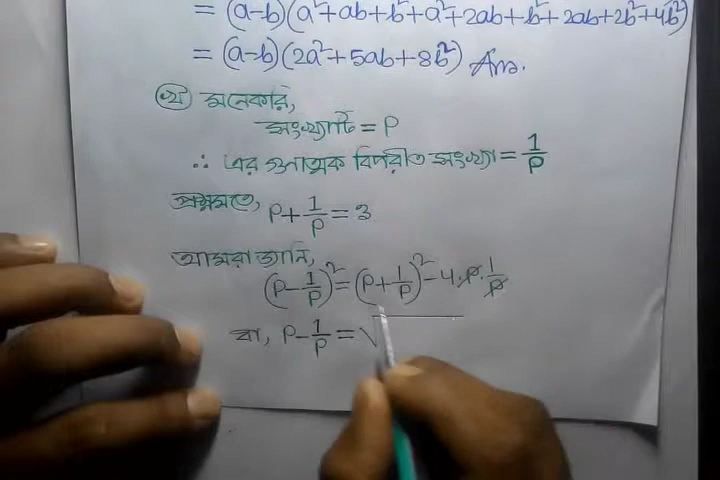 = (a-b)(a²+ab+b²+a²+2ab+b²+2ab+2b²+4b²)
= (a-b)(2a²+5ab+8b²) Ans.
(খ) মনেকরি,
সংখ্যাটি = P
∴ এর গুনাত্মক বিপরীত সংখ্যা = 1/P
প্রশ্নমতে, P + 1/P = 3
আমরা জানি,
(P - 1/P)² = (P + 1/P)² - 4.P.1/P
বা, P - 1/P = √